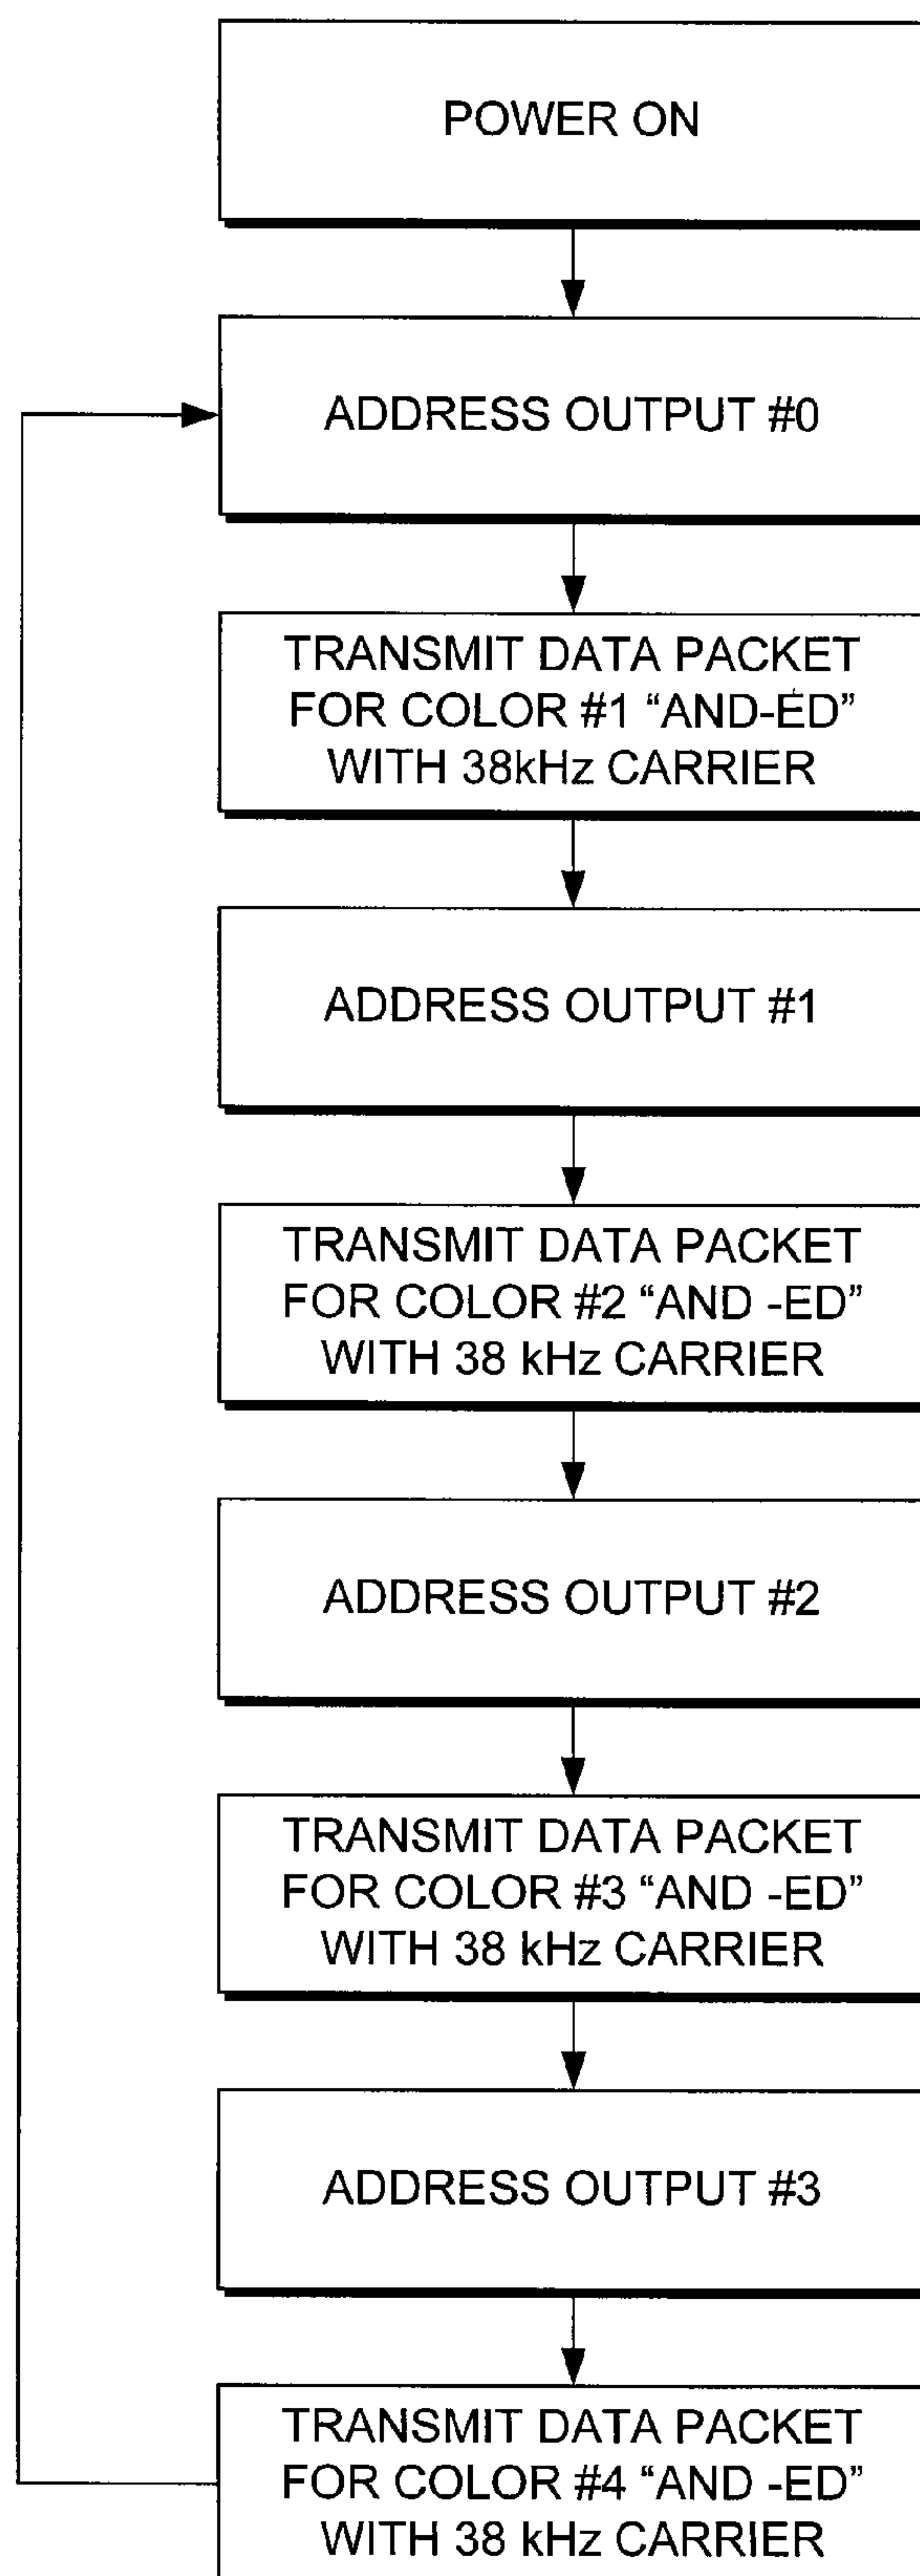 POWER ON
ADDRESS OUTPUT #0
TRANSMIT DATA PACKET
FOR COLOR #1 “AND-ED”
WITH 38kHz CARRIER
ADDRESS OUTPUT #1
TRANSMIT DATA PACKET
FOR COLOR #2 “AND -ED”
WITH 38 kHz CARRIER
ADDRESS OUTPUT #2
TRANSMIT DATA PACKET
FOR COLOR #3 “AND -ED”
WITH 38 kHz CARRIER
ADDRESS OUTPUT #3
TRANSMIT DATA PACKET
FOR COLOR #4 “AND -ED”
WITH 38 kHz CARRIER